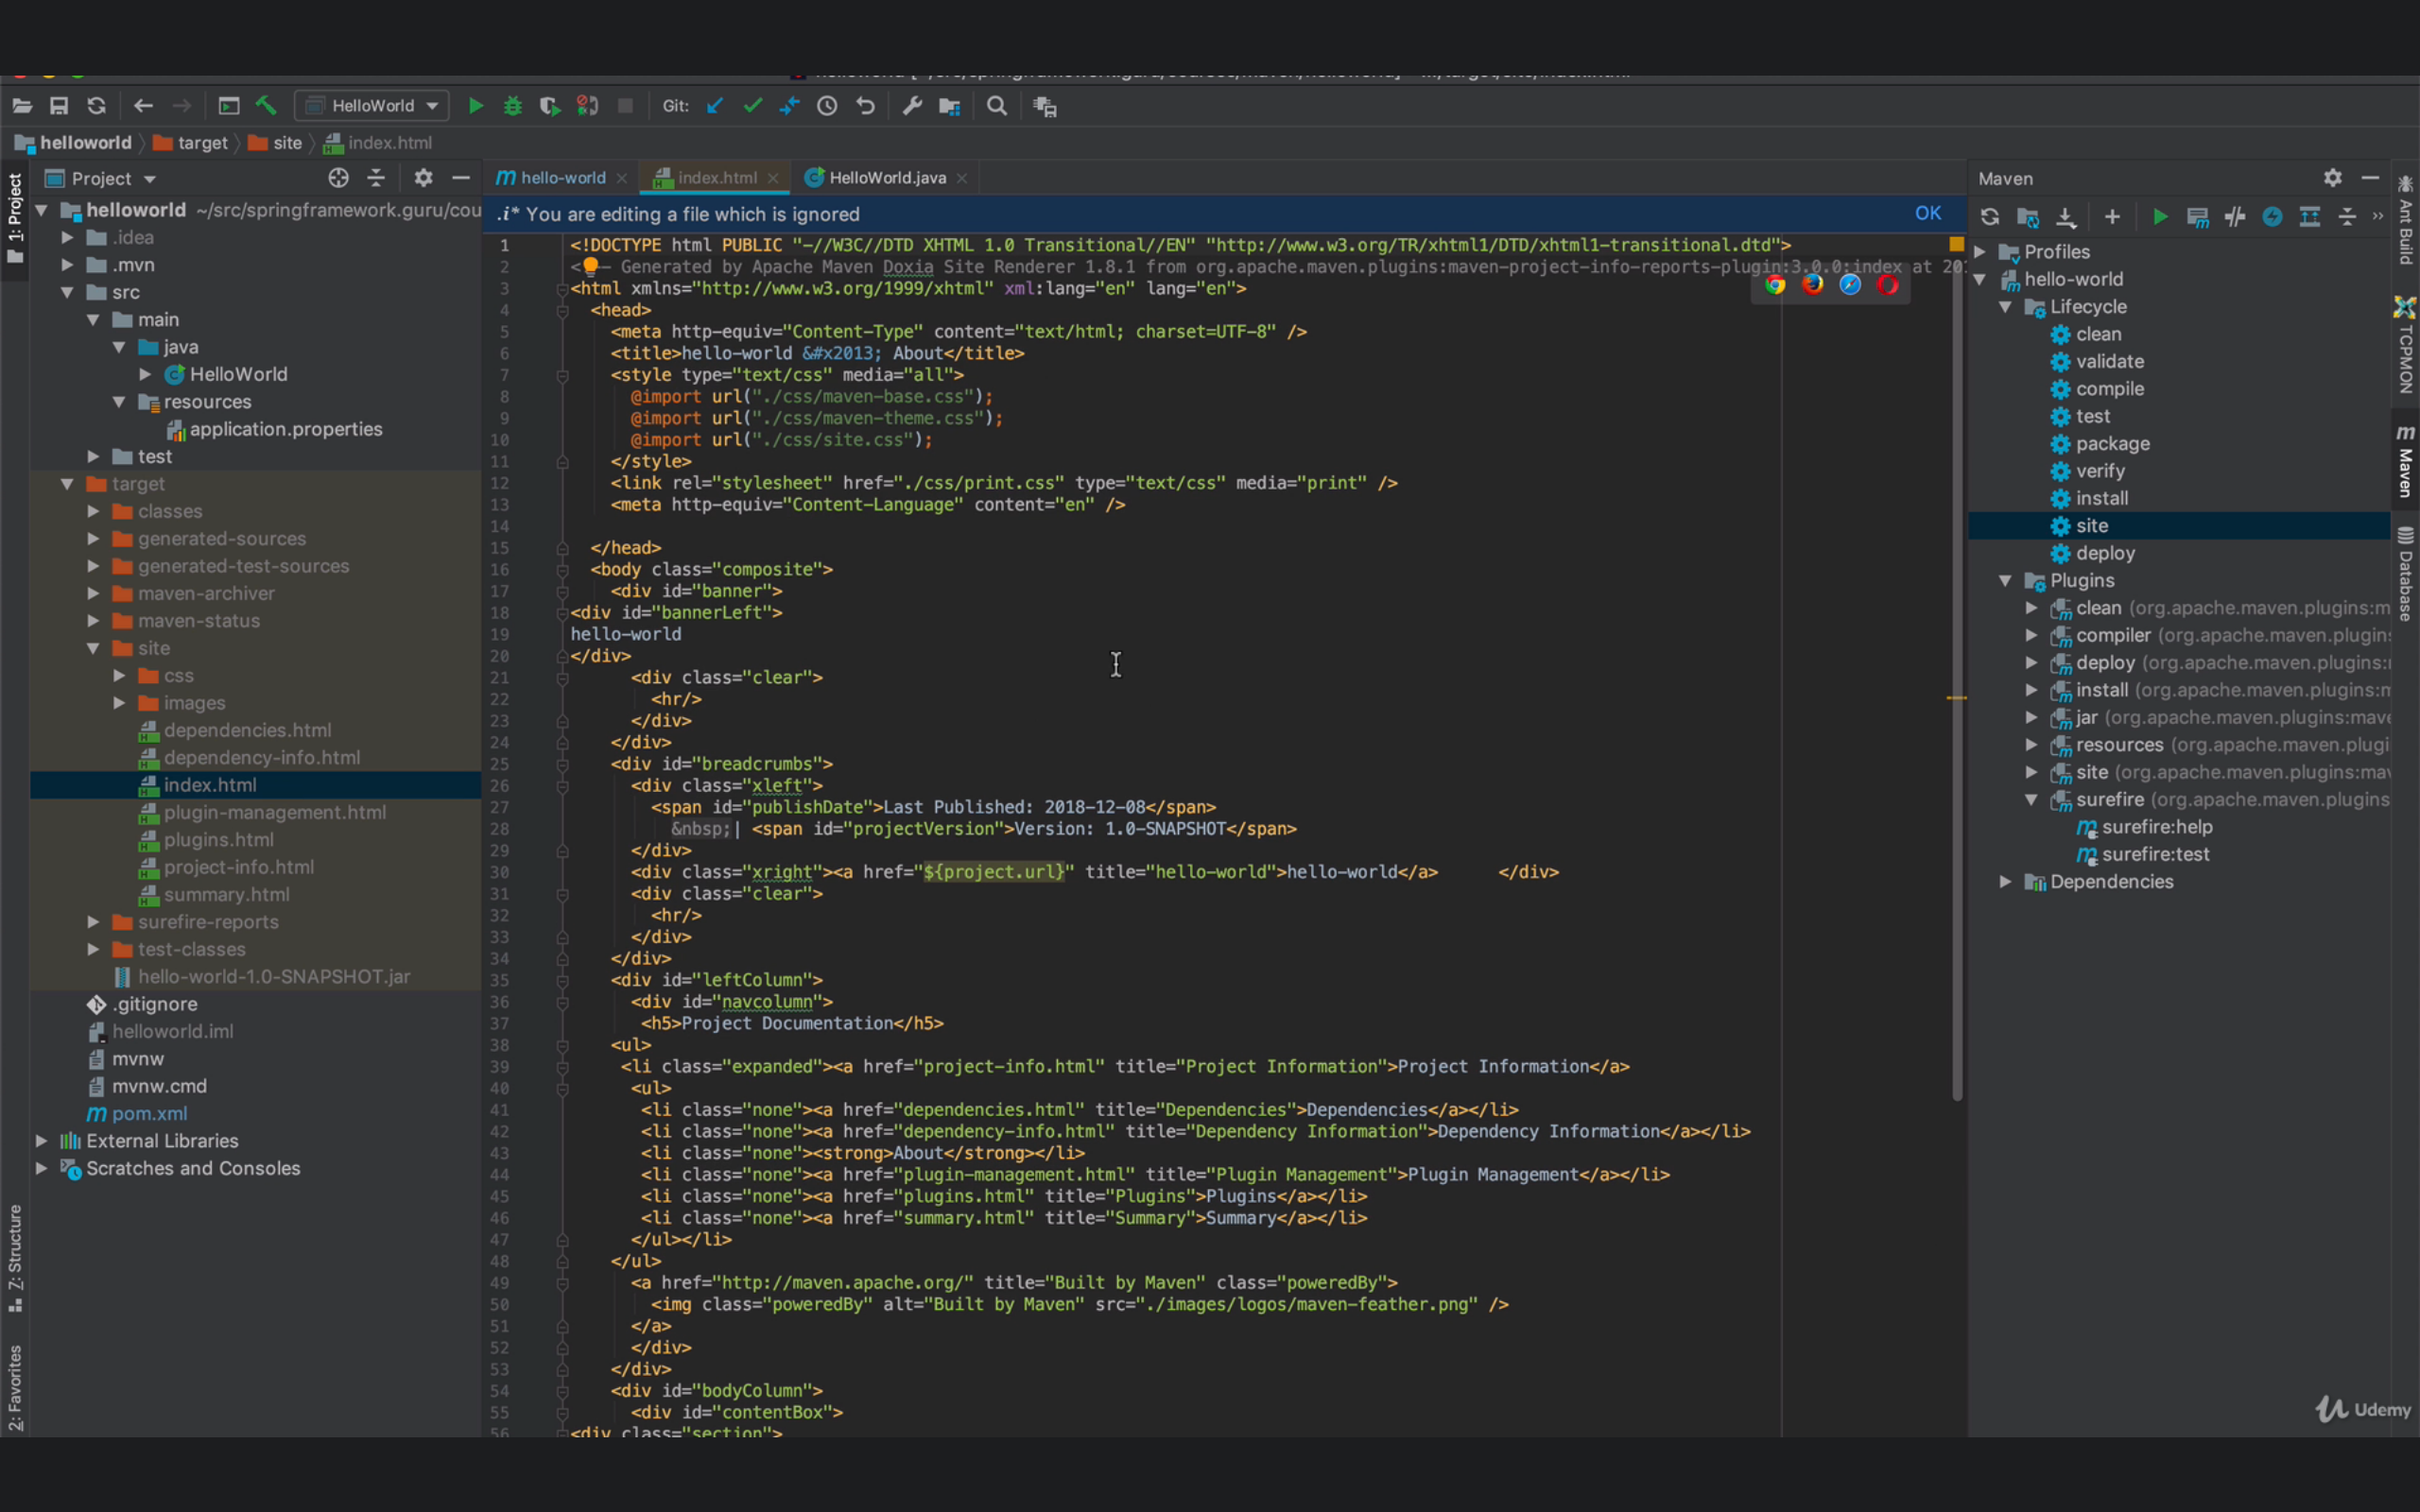 HelloWorld Git:
helloworld target site index.html
Project
hello-world index.html HelloWorld.java
Maven
1: Project
helloworld ~/src/springframework.guru/cou
.idea
.mvn
src
main
java
HelloWorld
resources
application.properties
test
target
classes
generated-sources
generated-test-sources
maven-archiver
maven-status
site
css
images
dependencies.html
dependency-info.html
index.html
plugin-management.html
plugins.html
project-info.html
summary.html
surefire-reports
test-classes
hello-world-1.0-SNAPSHOT.jar
.gitignore
helloworld.iml
mvnw
mvnw.cmd
pom.xml
External Libraries
Scratches and Consoles
Z: Structure
2: Favorites
.i* You are editing a file which is ignored OK
1 <!DOCTYPE html PUBLIC "-//W3C//DTD XHTML 1.0 Transitional//EN" "http://www.w3.org/TR/xhtml1/DTD/xhtml1-transitional.dtd">
2 Generated by Apache Maven Doxia Site Renderer 1.8.1 from org.apache.maven.plugins:maven-project-info-reports-plugin:3.0.0:index at
3 <html xmlns="http://www.w3.org/1999/xhtml" xml:lang="en" lang="en">
4 <head>
5 <meta http-equiv="Content-Type" content="text/html; charset=UTF-8" />
6 <title>hello-world &#x2013; About</title>
7 <style type="text/css" media="all">
8 @import url("./css/maven-base.css");
9 @import url("./css/maven-theme.css");
10 @import url("./css/site.css");
11 </style>
12 <link rel="stylesheet" href="./css/print.css" type="text/css" media="print" />
13 <meta http-equiv="Content-Language" content="en" />
14
15 </head>
16 <body class="composite">
17 <div id="banner">
18 <div id="bannerLeft">
19 hello-world
20 </div>
21 <div class="clear">
22 <hr/>
23 </div>
24 </div>
25 <div id="breadcrumbs">
26 <div class="xleft">
27 <span id="publishDate">Last Published: 2018-12-08</span>
28 &nbsp;| <span id="projectVersion">Version: 1.0-SNAPSHOT</span>
29 </div>
30 <div class="xright"><a href="${project.url}" title="hello-world">hello-world</a> </div>
31 <div class="clear">
32 <hr/>
33 </div>
34 </div>
35 <div id="leftColumn">
36 <div id="navcolumn">
37 <h5>Project Documentation</h5>
38 <ul>
39 <li class="expanded"><a href="project-info.html" title="Project Information">Project Information</a>
40 <ul>
41 <li class="none"><a href="dependencies.html" title="Dependencies">Dependencies</a></li>
42 <li class="none"><a href="dependency-info.html" title="Dependency Information">Dependency Information</a></li>
43 <li class="none"><strong>About</strong></li>
44 <li class="none"><a href="plugin-management.html" title="Plugin Management">Plugin Management</a></li>
45 <li class="none"><a href="plugins.html" title="Plugins">Plugins</a></li>
46 <li class="none"><a href="summary.html" title="Summary">Summary</a></li>
47 </ul></li>
48 </ul>
49 <a href="http://maven.apache.org/" title="Built by Maven" class="poweredBy">
50 <img class="poweredBy" alt="Built by Maven" src="./images/logos/maven-feather.png" />
51 </a>
52 </div>
53 </div>
54 <div id="bodyColumn">
55 <div id="contentBox">
56 <div class="section">
Profiles
hello-world
Lifecycle
clean
validate
compile
test
package
verify
install
site
deploy
Plugins
clean (org.apache.maven.plugins:m
compiler (org.apache.maven.plugins:
deploy (org.apache.maven.plugins:
install (org.apache.maven.plugins:m
jar (org.apache.maven.plugins:mave
resources (org.apache.maven.plugi
site (org.apache.maven.plugins:mav
surefire (org.apache.maven.plugins
surefire:help
surefire:test
Dependencies
Ant Build
TCPMON
Maven
Database
Udemy